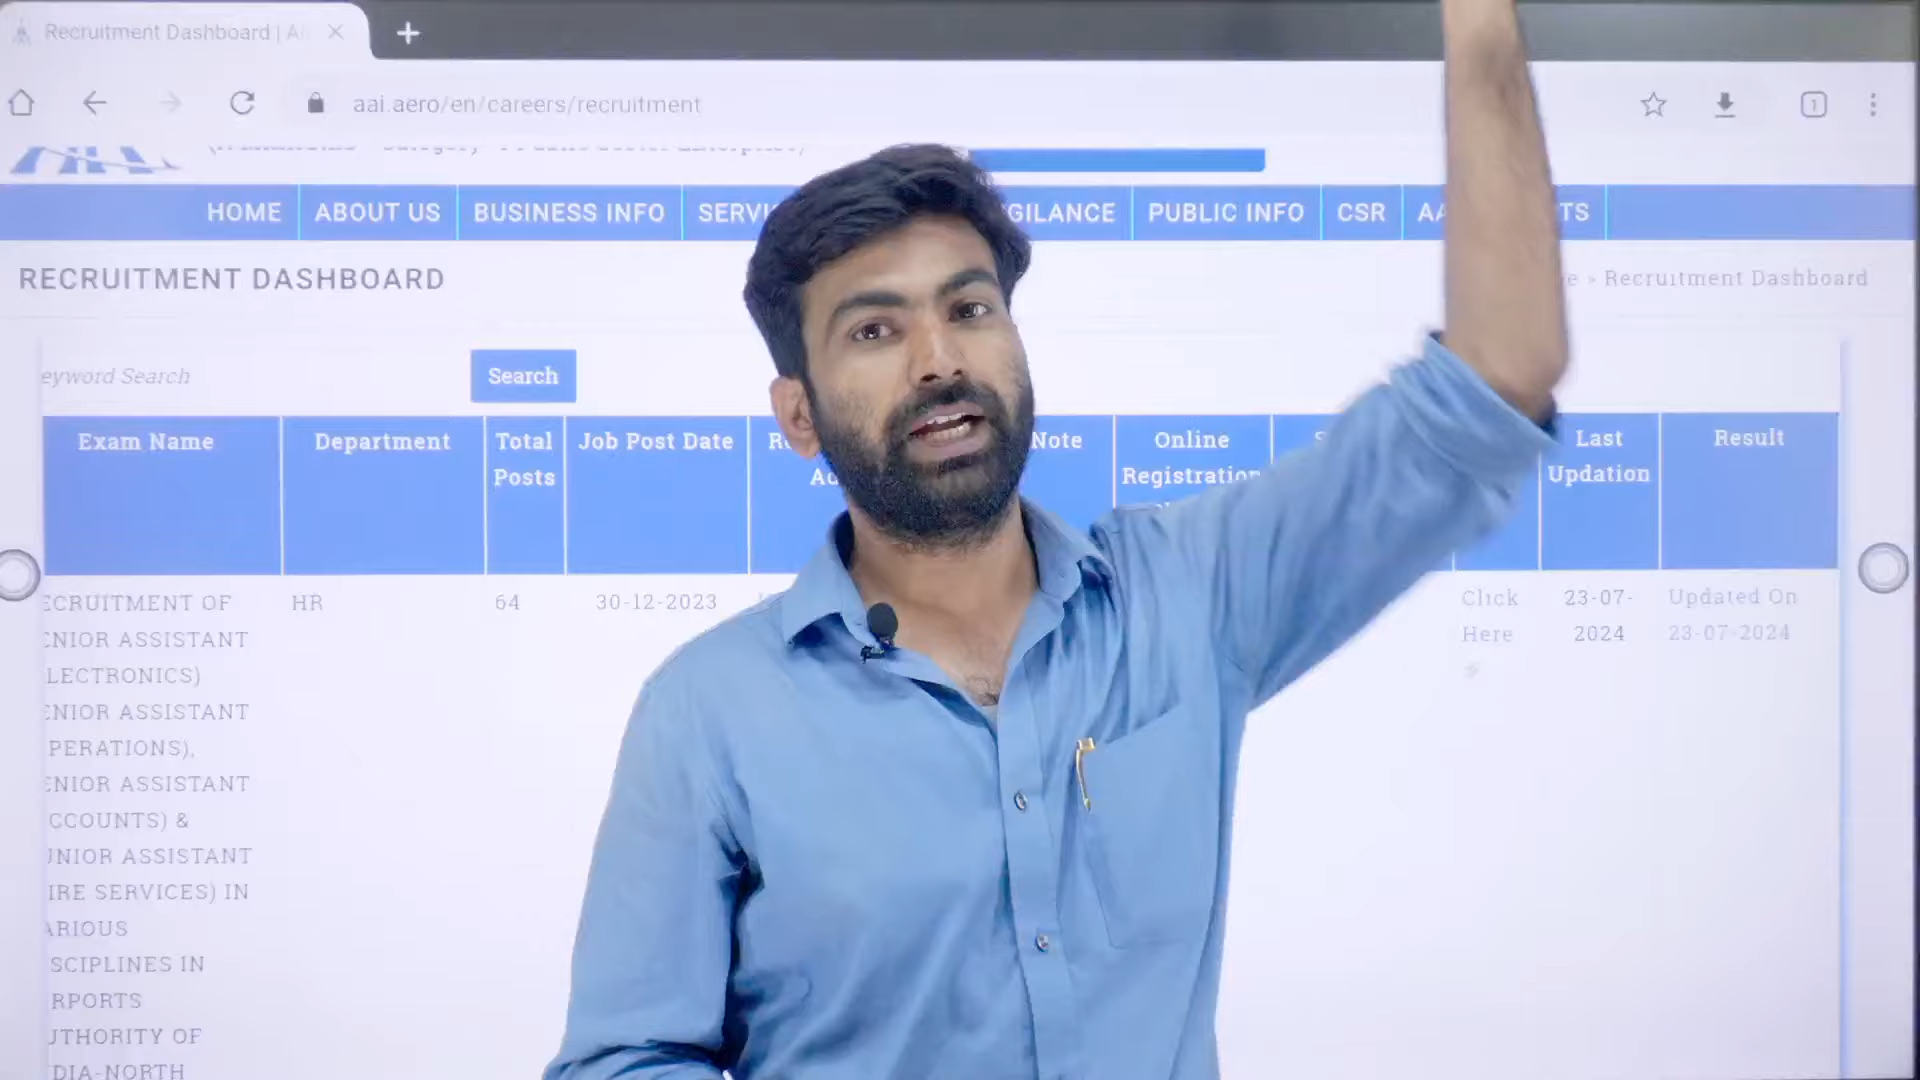 Recruitment Dashboard | A
aai.aero/en/careers/recruitment
1
HOME ABOUT US BUSINESS INFO SERVI GILANCE PUBLIC INFO CSR AA TS
RECRUITMENT DASHBOARD
e » Recruitment Dashboard
eyword Search
Search
Exam Name
Department
Total
Posts
Job Post Date
Note
Online
Registration
Last
Updation
Result
ECRUITMENT OF
ENIOR ASSISTANT
LECTRONICS)
ENIOR ASSISTANT
PERATIONS),
ENIOR ASSISTANT
CCOUNTS) &
UNIOR ASSISTANT
IRE SERVICES) IN
ARIOUS
SCIPLINES IN
RPORTS
UTHORITY OF
DIA-NORTH
HR
64
30-12-2023
Click
Here
23-07-
2024
Updated On
23-07-2024